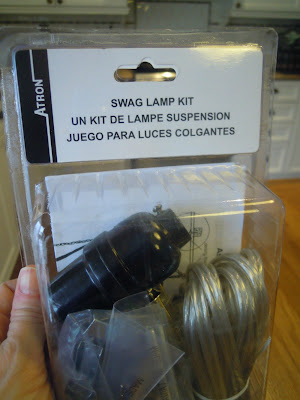 ATRON
SWAG LAMP KIT
UN KIT DE LAMPE SUSPENSION
JUEGO PARA LUCES COLGANTES